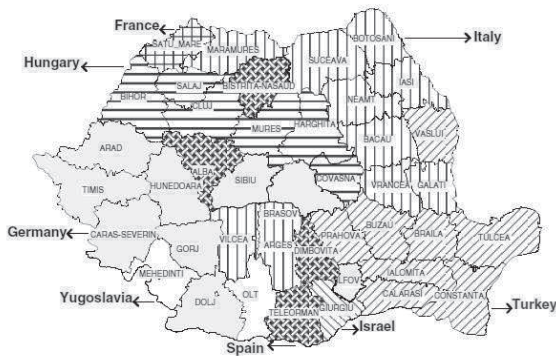 France
SATU_MARE
MARAMURES
BOTOSANI
Italy
SUCEAVA
Hungary
SALAJ
BISTRITA-NASAUD
IASI
BIHOR
CLUJ
NEAMT
MURES
HARGHITA
BACAU
VASLUI
ARAD
ALBA
TIMIS
HUNEDOARA
SIBIU
COVASNA
VRANCEA
GALATI
BRASOV
Germany
CARAS-SEVERIN
GORJ
VILCEA
ARGES
PRAHOVA
BUZAU
BRAILA
TULCEA
DIMBOVITA
MEHEDINTI
ILFOV
IALOMITA
Yugoslavia
DOLJ
OLT
TELEORMAN
GIURGIU
CALARASI
CONSTANTA
Turkey
Israel
Spain